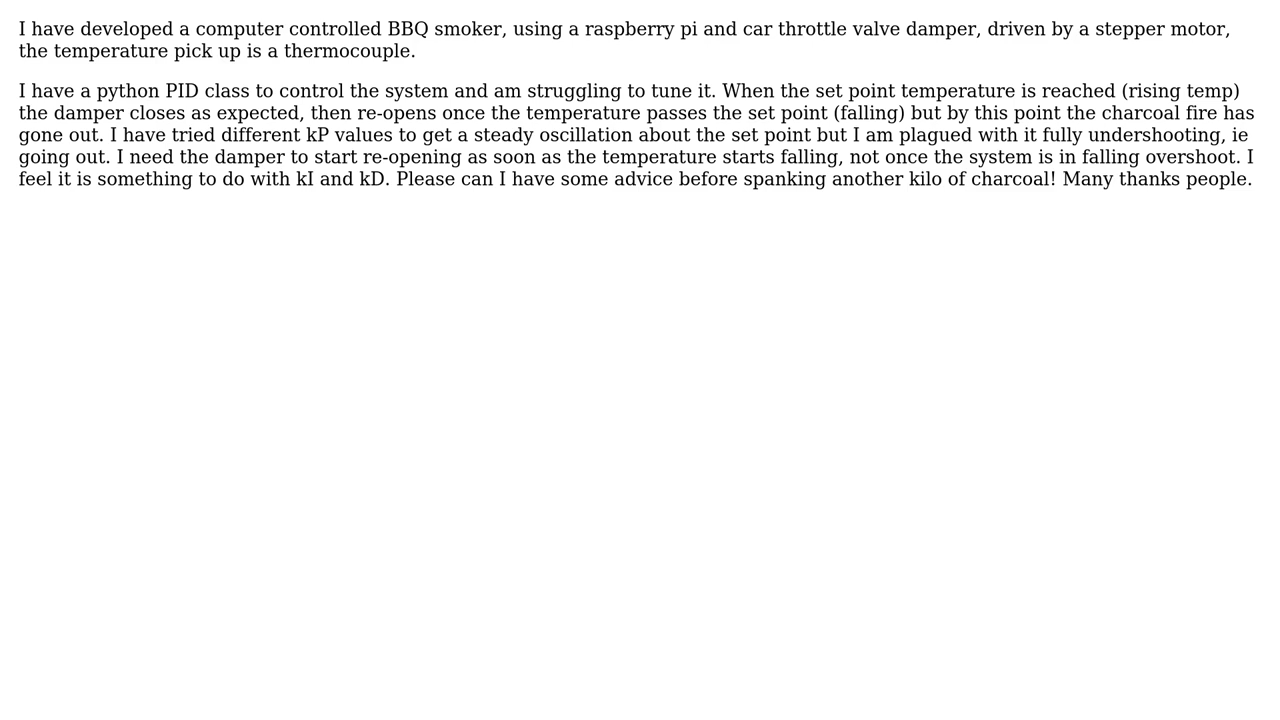 I have developed a computer controlled BBQ smoker, using a raspberry pi and car throttle valve damper, driven by a stepper motor,
the temperature pick up is a thermocouple.
I have a python PID class to control the system and am struggling to tune it. When the set point temperature is reached (rising temp)
the damper closes as expected, then re-opens once the temperature passes the set point (falling) but by this point the charcoal fire has
gone out. I have tried different kP values to get a steady oscillation about the set point but I am plagued with it fully undershooting, ie
going out. I need the damper to start re-opening as soon as the temperature starts falling, not once the system is in falling overshoot. I
feel it is something to do with kI and kD. Please can I have some advice before spanking another kilo of charcoal! Many thanks people.